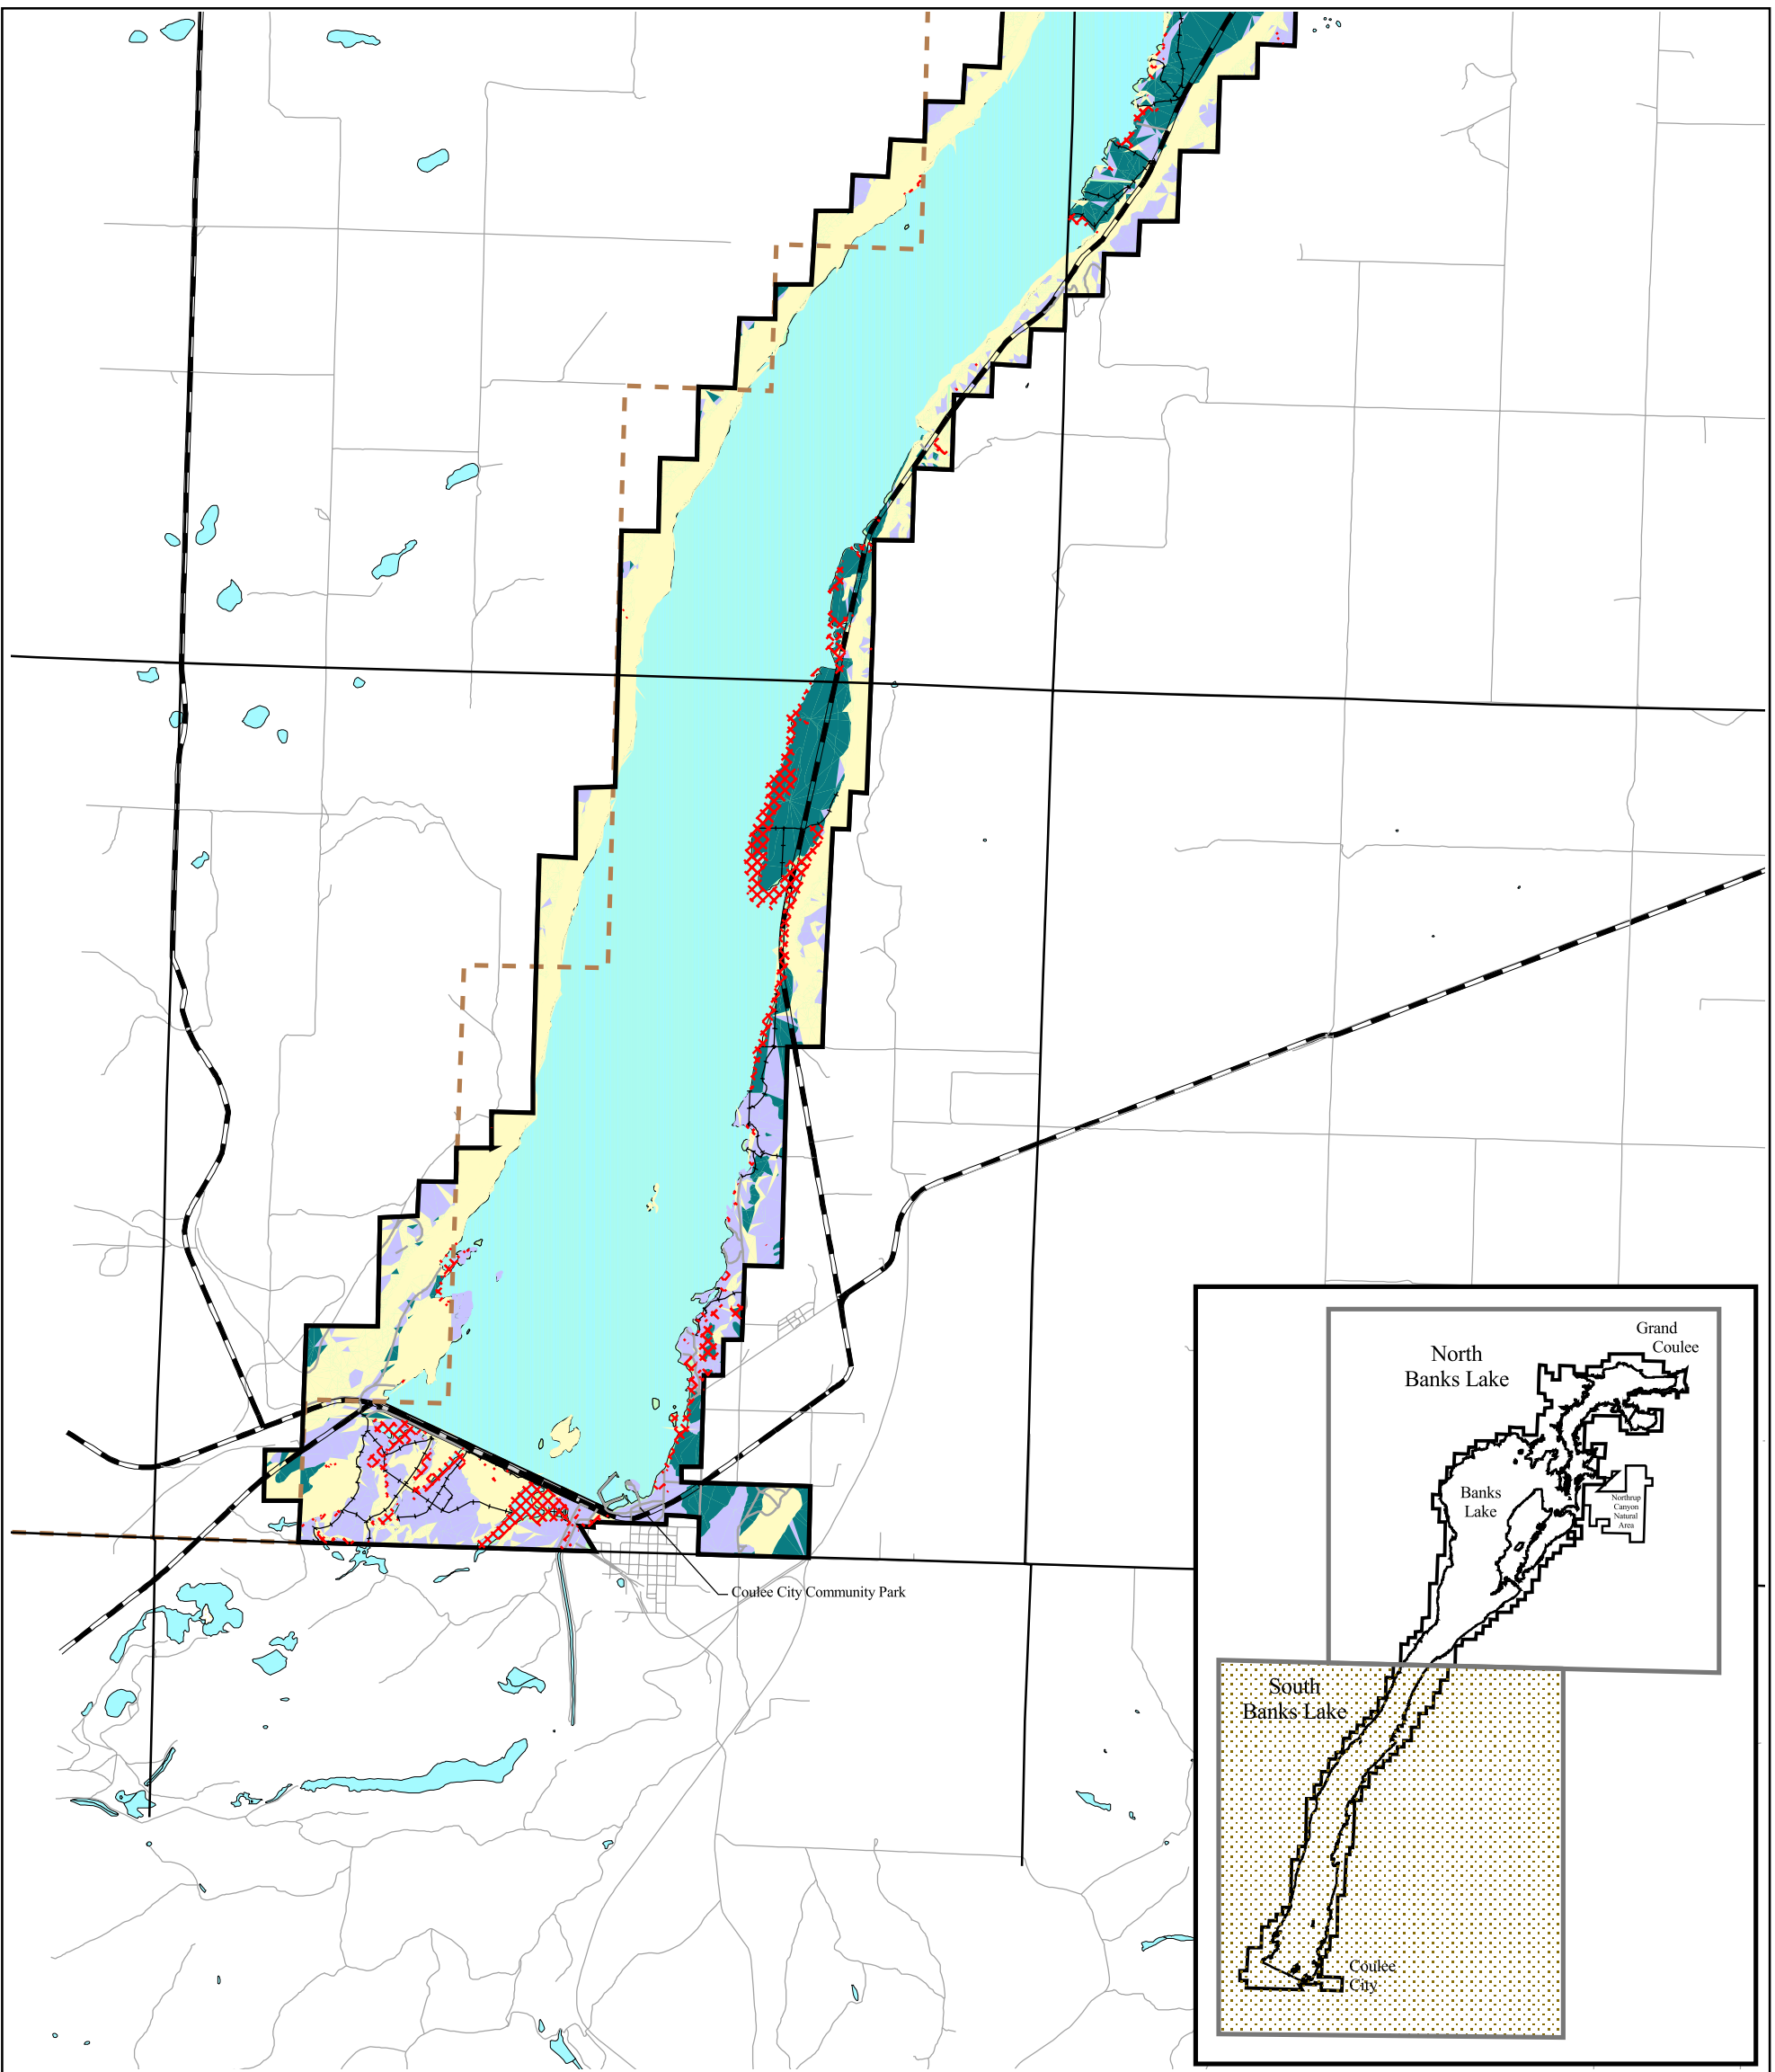 Coulee City Community Park
Grand
Coulee
North
Banks Lake
Banks
Lake
Northrup
Canyon
Natural
Area
South
Banks Lake
Coulee
City